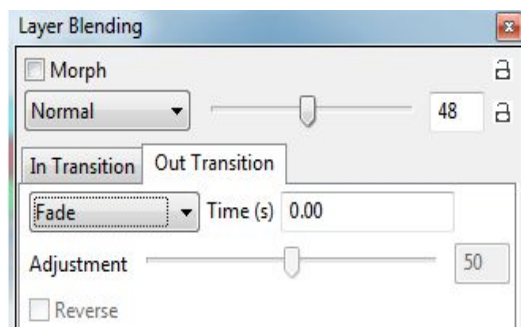 Layer Blending
Morph
Normal 48
In Transition Out Transition
Fade Time (s) 0.00
Adjustment 50
Reverse